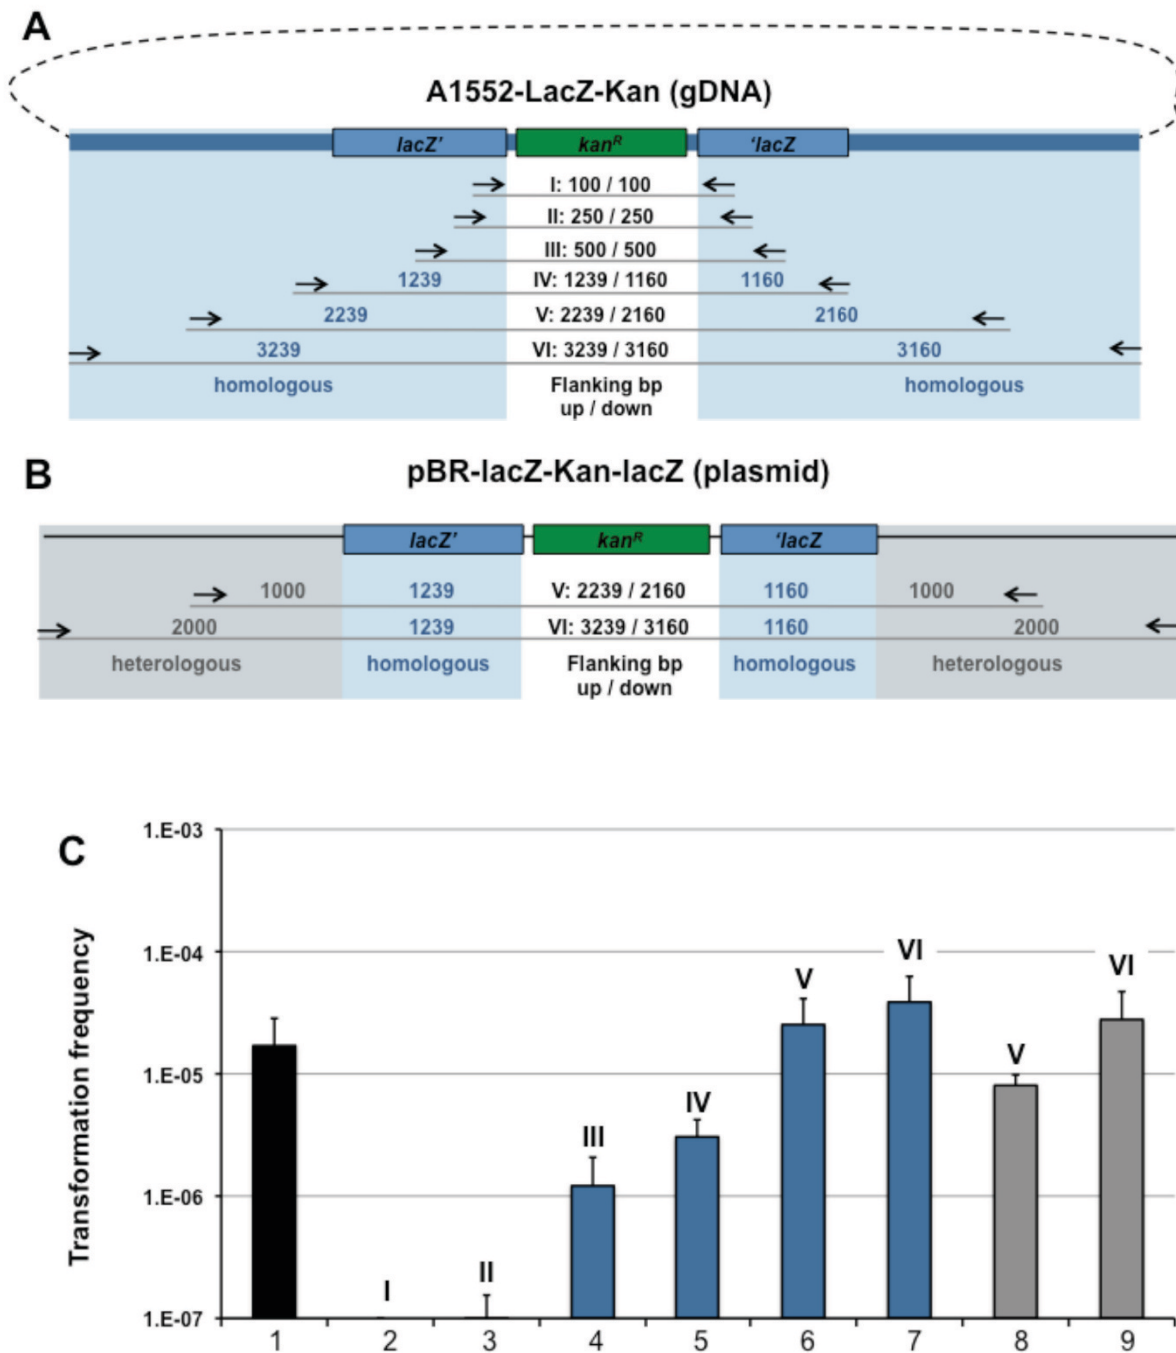 A
A1552-LacZ-Kan (gDNA)
lacZ' kanR 'lacZ
I: 100 / 100
II: 250 / 250
III: 500 / 500
1239 IV: 1239 / 1160 1160
2239 V: 2239 / 2160 2160
3239 VI: 3239 / 3160 3160
homologous Flanking bp homologous
up / down
B
pBR-lacZ-Kan-lacZ (plasmid)
lacZ' kanR 'lacZ
1000 1239 V: 2239 / 2160 1160 1000
2000 1239 VI: 3239 / 3160 1160 2000
heterologous homologous Flanking bp homologous heterologous
up / down
C
Transformation frequency
1.E-03
1.E-04
1.E-05
1.E-06
1.E-07
I II III IV V VI V VI
1 2 3 4 5 6 7 8 9